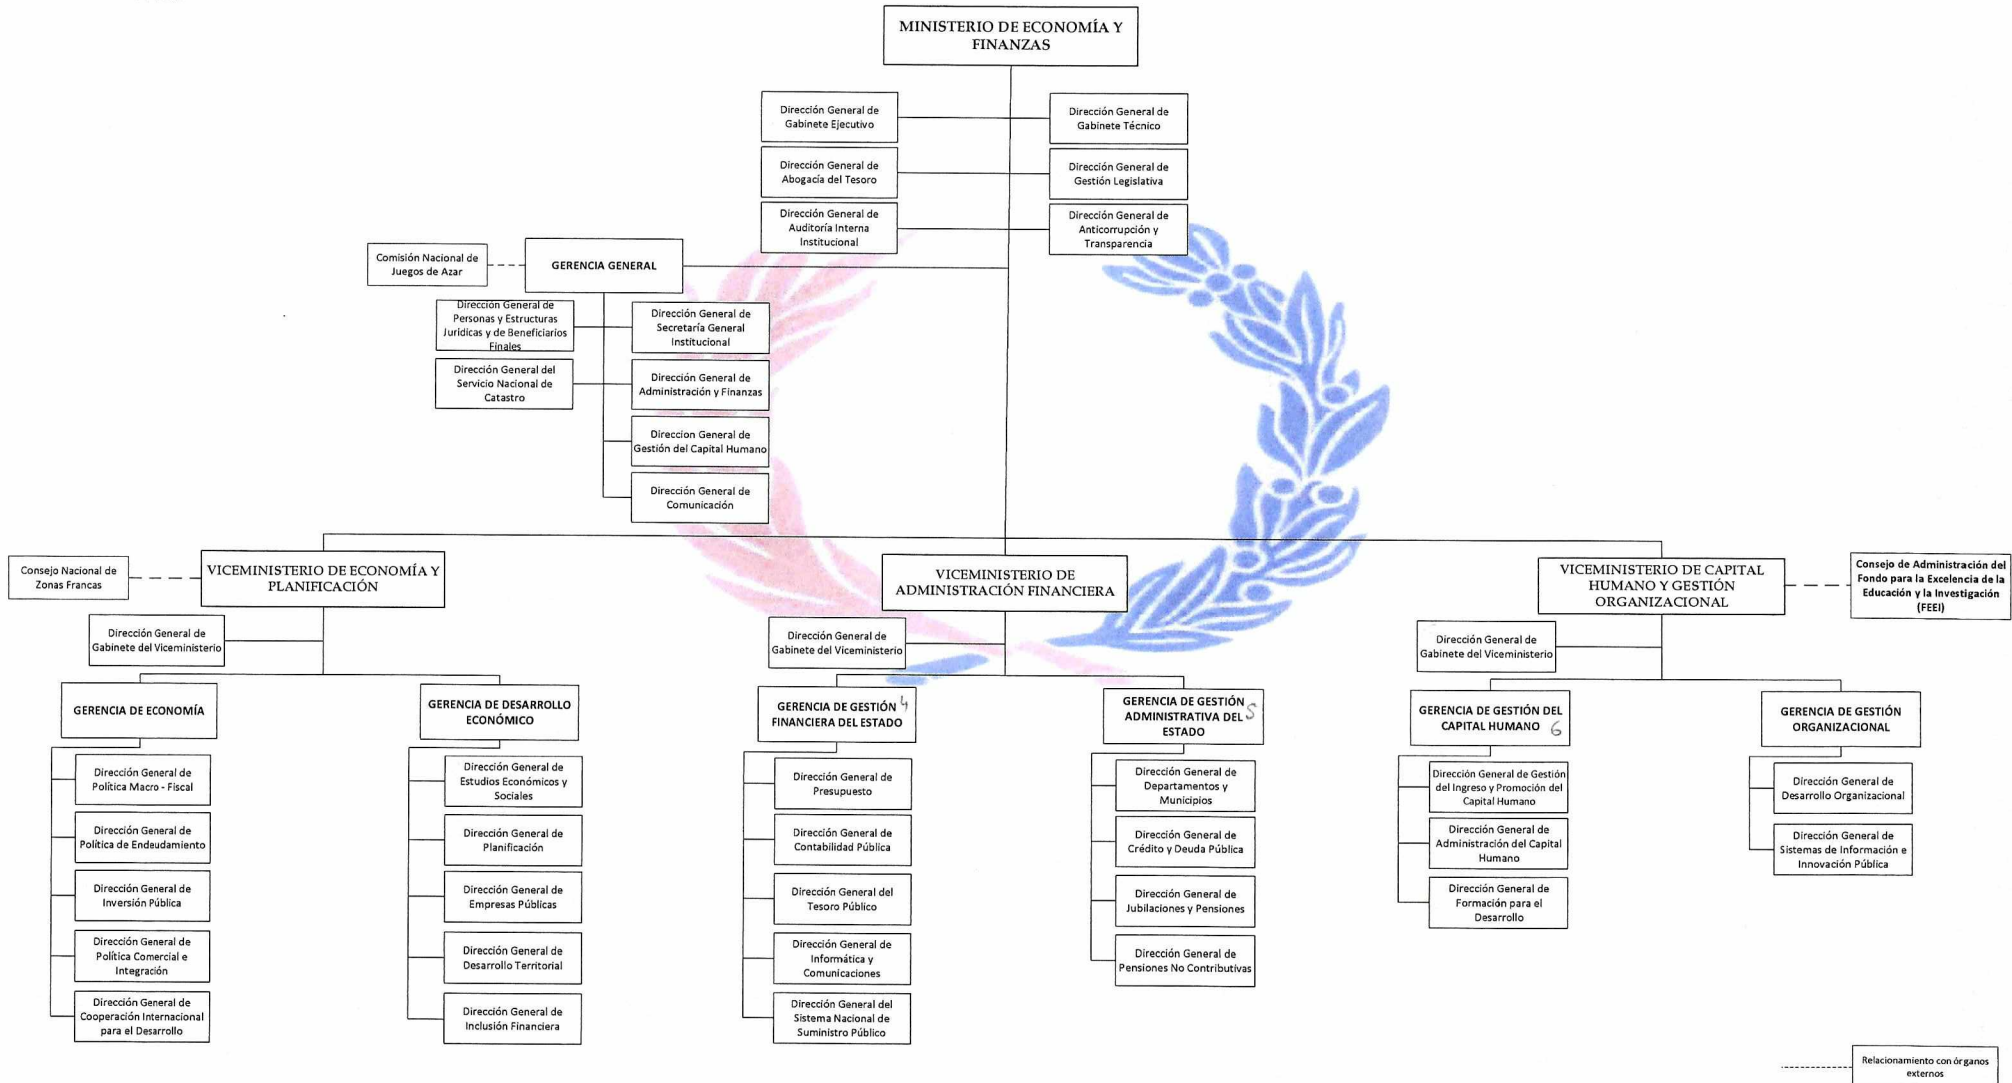 MINISTERIO DE ECONOMÍA Y
FINANZAS
Dirección General de
Gabinete Ejecutivo
Dirección General de
Gabinete Técnico
Dirección General de
Abogacía del Tesoro
Dirección General de
Gestión Legislativa
Dirección General de
Auditoría Interna
Institucional
Dirección General de
Anticorrupción y
Transparencia
Comisión Nacional de
Juegos de Azar
GERENCIA GENERAL
Dirección General de
Personas y Estructuras
Juridicas y de Beneficiarios
Finales
Dirección General de
Secretaría General
Institucional
Dirección General del
Servicio Nacional de
Catastro
Dirección General de
Administración y Finanzas
Direccion General de
Gestión del Capital Humano
Dirección General de
Comunicación
Consejo Nacional de
Zonas Francas
VICEMINISTERIO DE ECONOMÍA Y
PLANIFICACIÓN
VICEMINISTERIO DE
ADMINISTRACIÓN FINANCIERA
VICEMINISTERIO DE CAPITAL
HUMANO Y GESTIÓN
ORGANIZACIONAL
Consejo de Administración del
Fondo para la Excelencia de la
Educación y la Investigación
(FEEI)
Dirección General de
Gabinete del Viceministerio
Dirección General de
Gabinete del Viceministerio
Dirección General de
Gabinete del Viceministerio
GERENCIA DE ECONOMÍA
GERENCIA DE DESARROLLO
ECONÓMICO
GERENCIA DE GESTIÓN 4
FINANCIERA DEL ESTADO
GERENCIA DE GESTIÓN
ADMINISTRATIVA DEL 5
ESTADO
GERENCIA DE GESTIÓN DEL
CAPITAL HUMANO 6
GERENCIA DE GESTIÓN
ORGANIZACIONAL
Dirección General de
Política Macro - Fiscal
Dirección General de
Política de Endeudamiento
Dirección General de
Inversión Pública
Dirección General de
Política Comercial e
Integración
Dirección General de
Cooperación Internacional
para el Desarrollo
Dirección General de
Estudios Económicos y
Sociales
Dirección General de
Planificación
Dirección General de
Empresas Públicas
Dirección General de
Desarrollo Territorial
Dirección General de
Inclusión Financiera
Dirección General de
Presupuesto
Dirección General de
Contabilidad Pública
Dirección General del
Tesoro Público
Dirección General de
Informática y
Comunicaciones
Dirección General del
Sistema Nacional de
Suministro Público
Dirección General de
Departamentos y
Municipios
Dirección General de
Crédito y Deuda Pública
Dirección General de
Jubilaciones y Pensiones
Dirección General de
Pensiones No Contributivas
Dirección General de Gestión
del Ingreso y Promoción del
Capital Humano
Dirección General de
Administración del Capital
Humano
Dirección General de
Formación para el
Desarrollo
Dirección General de
Desarrollo Organizacional
Dirección General de
Sistemas de Información e
Innovación Pública
Relacionamiento con órganos
externos